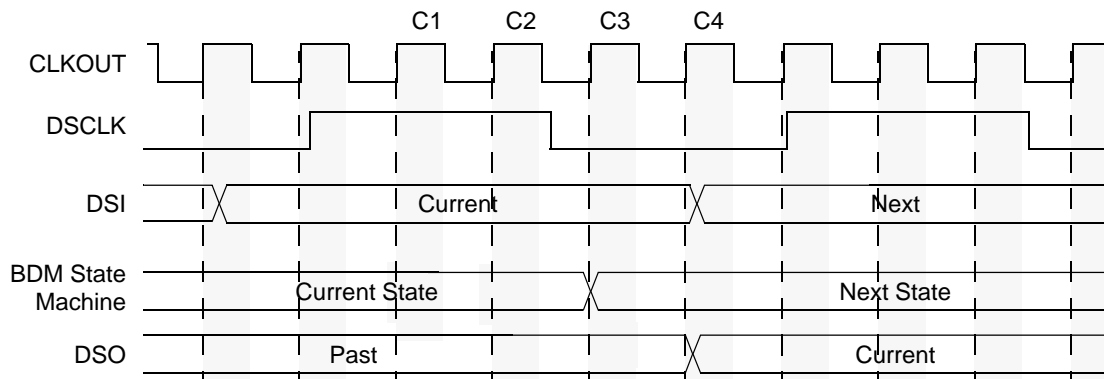 C1 C2 C3 C4
CLKOUT
DSCLK
DSI Current Next
BDM State
Machine Current State Next State
DSO Past Current